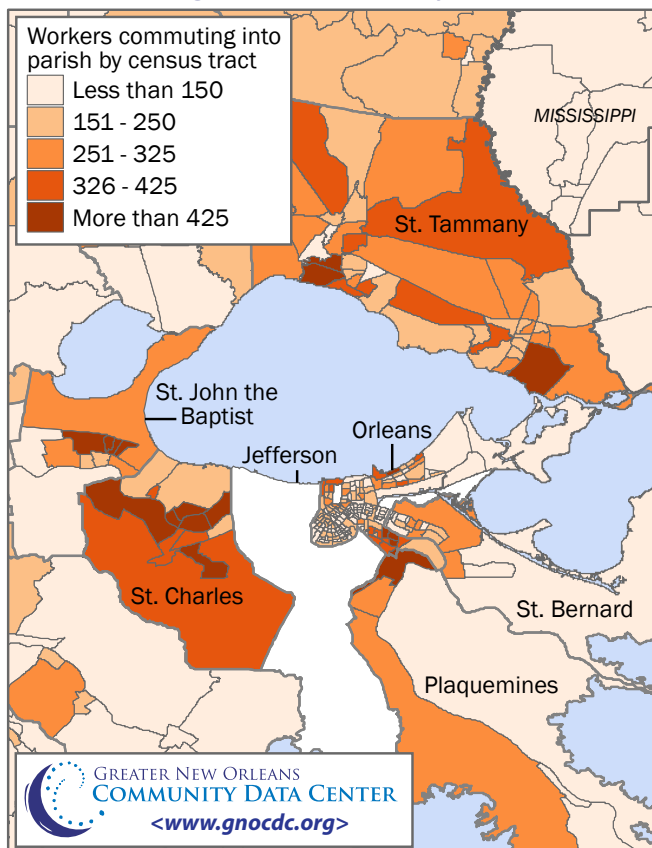 Workers commuting into
parish by census tract
Less than 150
151 - 250
251 - 325
326 - 425
More than 425
MISSISSIPPI
St. Tammany
St. John the
Baptist
Orleans
Jefferson
St. Charles
St. Bernard
Plaquemines
GREATER NEW ORLEANS
COMMUNITY DATA CENTER
<www.gnocdc.org>